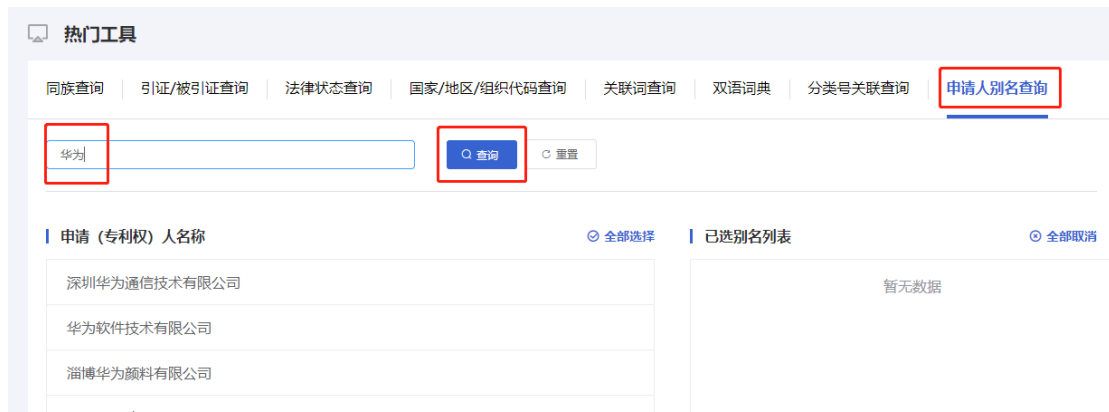 热门工具
同族查询 引证/被引证查询 法律状态查询 国家/地区/组织代码查询 关联词查询 双语词典 分类号关联查询 申请人别名查询
华为 查询 重置
申请（专利权）人名称 全部选择 已选别名列表 全部取消
深圳华为通信技术有限公司 暂无数据
华为软件技术有限公司
淄博华为颜料有限公司